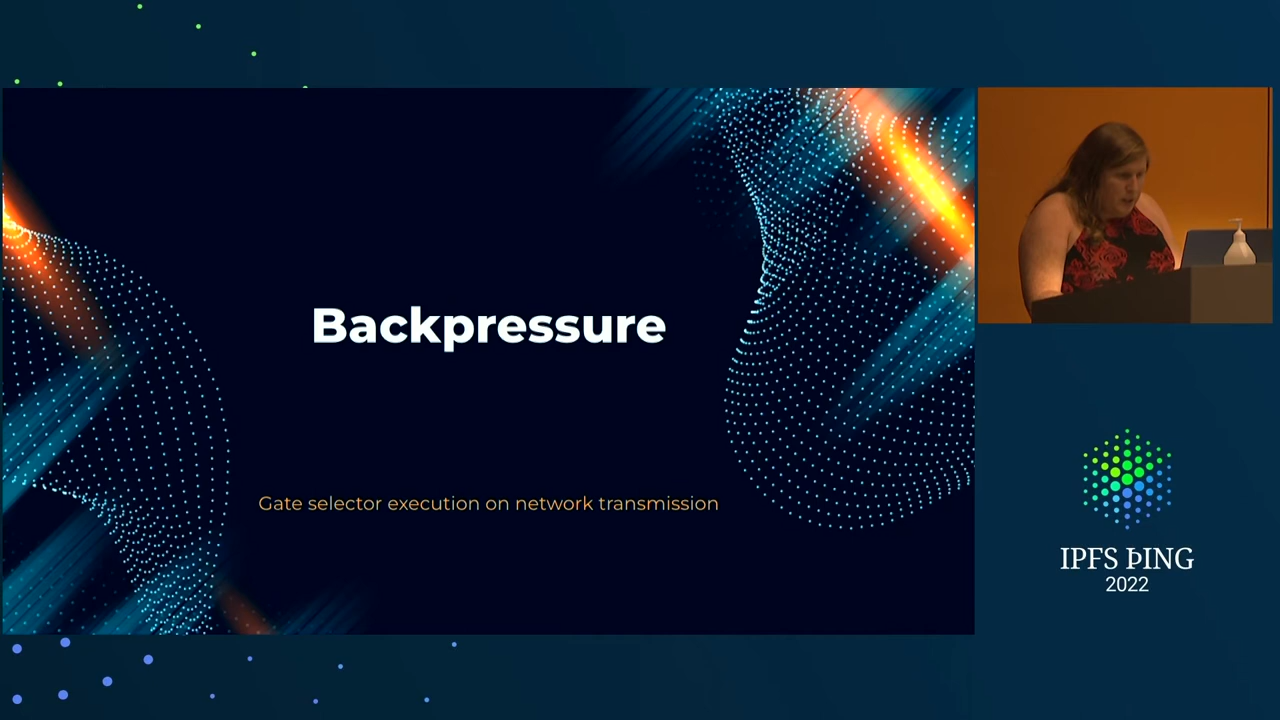 Backpressure
Gate selector execution on network transmission
IPFS ÞING
2022